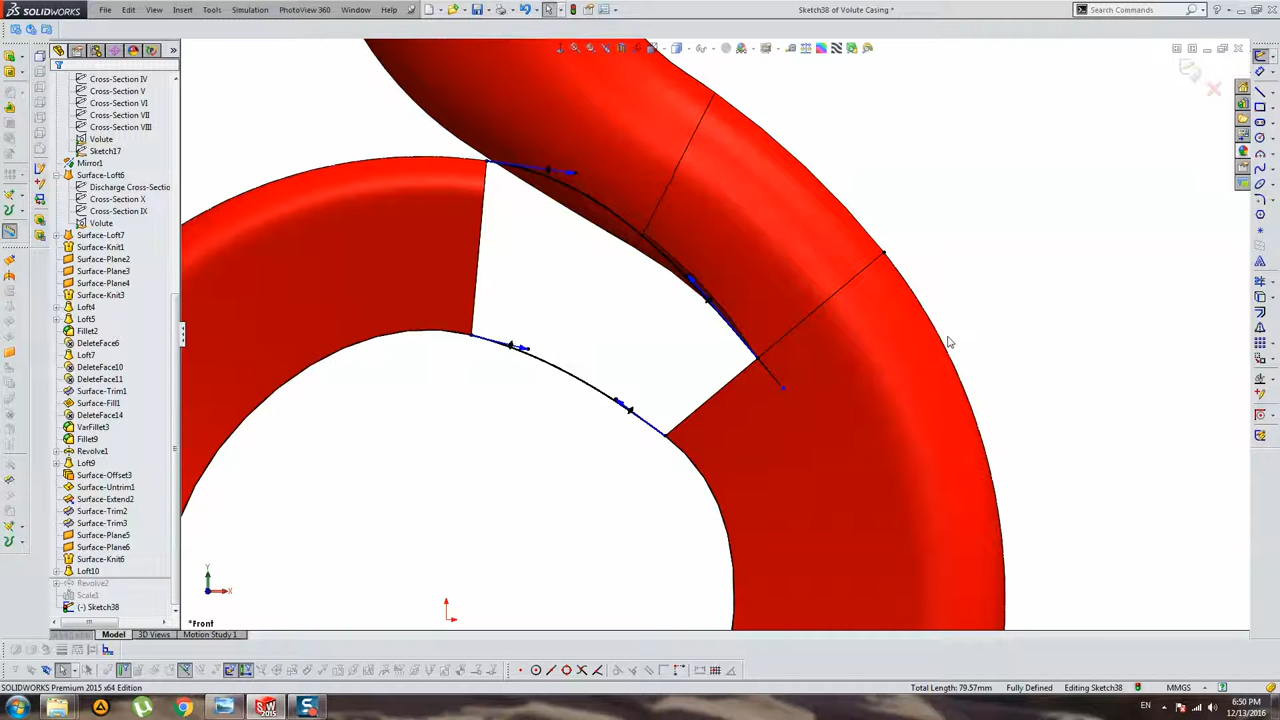 SOLIDWORKS File Edit View Insert Tools Simulation PhotoView 360 Window Help Sketch38 of Volute Casing * Search Commands
Cross-Section IV
Cross-Section V
Cross-Section VI
Cross-Section VII
Cross-Section VIII
Volute
Sketch17
Mirror1
Surface-Loft6
Discharge Cross-Sectio
Cross-Section X
Cross-Section IX
Volute
Surface-Loft7
Surface-Knit1
Surface-Plane2
Surface-Plane3
Surface-Plane4
Surface-Knit3
Loft4
Loft5
Fillet2
DeleteFace6
Loft7
DeleteFace10
DeleteFace11
Surface-Trim1
Surface-Fill1
DeleteFace14
VarFillet3
Fillet9
Revolve1
Loft9
Surface-Offset3
Surface-Untrim1
Surface-Extend2
Surface-Trim2
Surface-Trim3
Surface-Plane5
Surface-Plane6
Surface-Knit6
Loft10
Revolve2
Scale1
(-) Sketch38
Y
X
*Front
Model 3D Views Motion Study 1
SOLIDWORKS Premium 2015 x64 Edition Total Length: 79.57mm Fully Defined Editing Sketch38 MMGS
EN 6:50 PM
12/13/2016